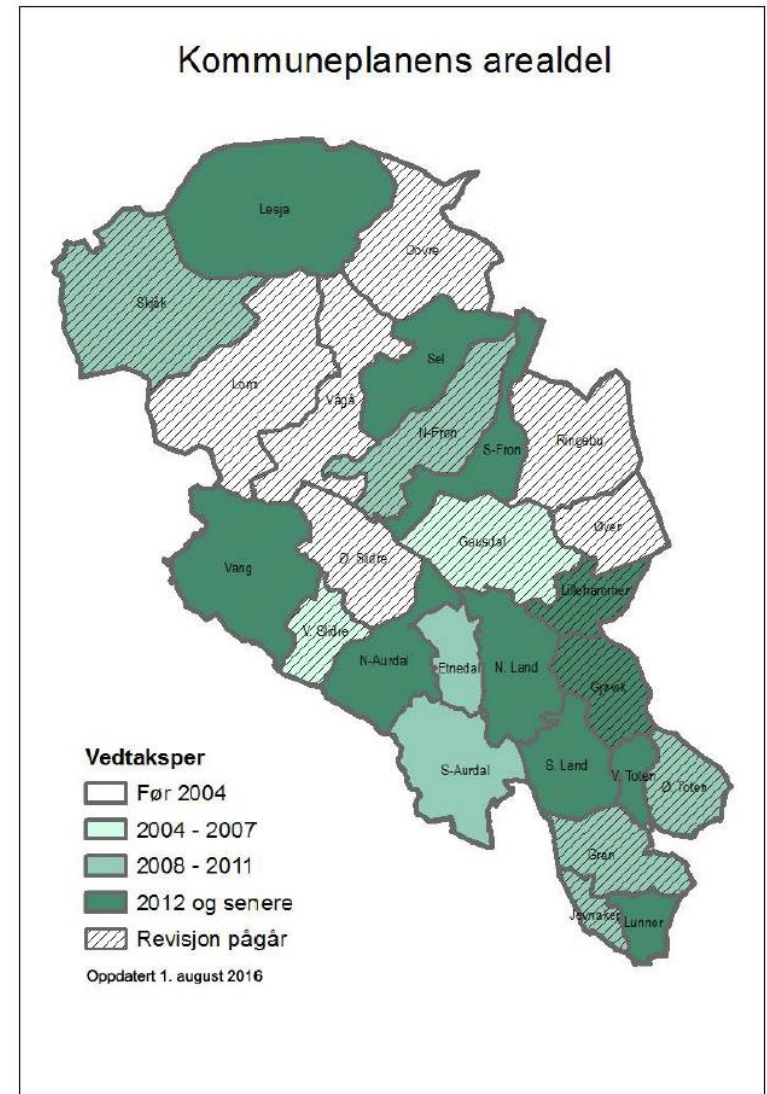 Kommuneplanens arealdel
Lesja
Dovre
Skjåk
Sel
Lom
Vågå
N-Fron
S-Fron
Ringebu
Øyer
Gausdal
Vang
Ø. Slidre
Lillehammer
V. Slidre
N-Aurdal
Etnedal
N. Land
Gjøvik
S-Aurdal
S. Land
V. Toten
Ø. Toten
Gran
Jevnaker
Lunner
Vedtaksper
Før 2004
2004 - 2007
2008 - 2011
2012 og senere
Revisjon pågår
Oppdatert 1. august 2016